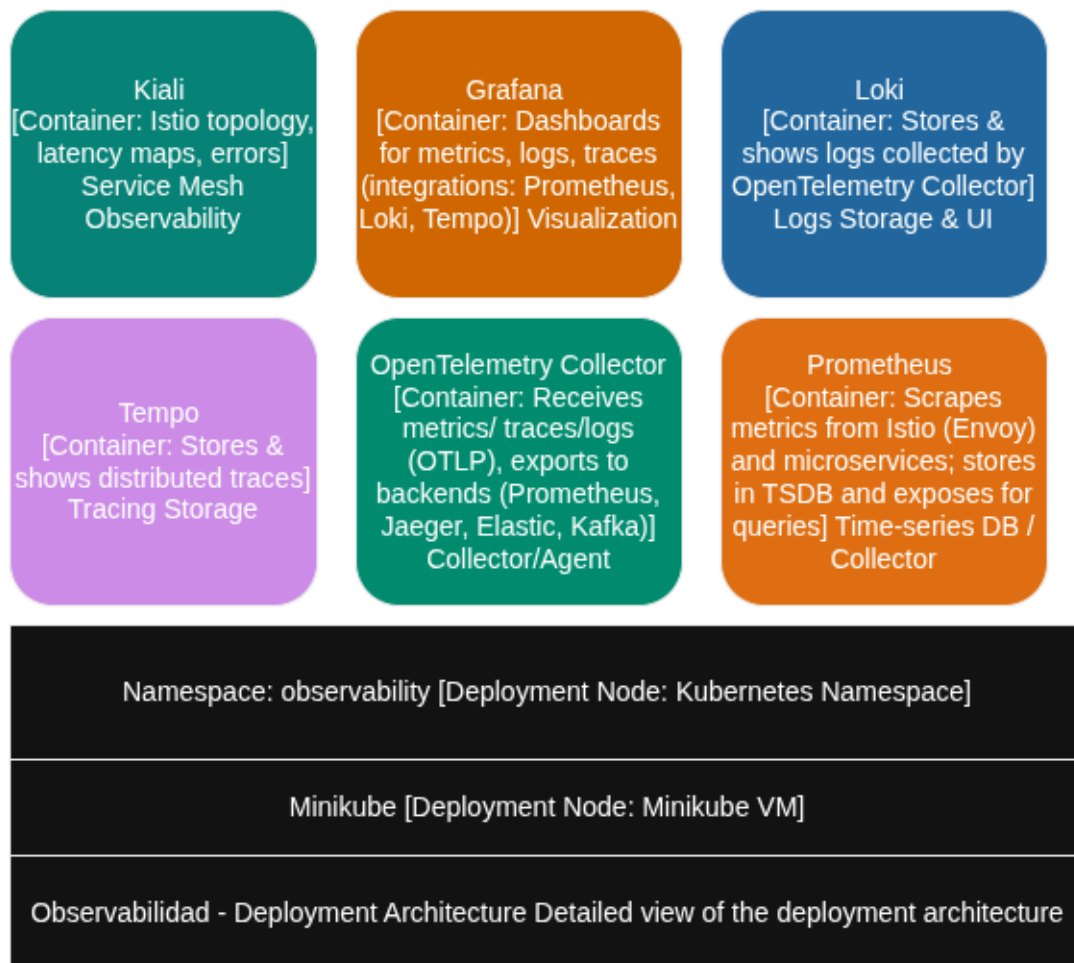 Kiali
[Container: Istio topology,
latency maps, errors]
Service Mesh
Observability
Grafana
[Container: Dashboards
for metrics, logs, traces
(integrations: Prometheus,
Loki, Tempo)] Visualization
Loki
[Container: Stores &
shows logs collected by
OpenTelemetry Collector]
Logs Storage & UI
Tempo
[Container: Stores &
shows distributed traces]
Tracing Storage
OpenTelemetry Collector
[Container: Receives
metrics/ traces/logs
(OTLP), exports to
backends (Prometheus,
Jaeger, Elastic, Kafka)]
Collector/Agent
Prometheus
[Container: Scrapes
metrics from Istio (Envoy)
and microservices; stores
in TSDB and exposes for
queries] Time-series DB /
Collector
Namespace: observability [Deployment Node: Kubernetes Namespace]
Minikube [Deployment Node: Minikube VM]
Observabilidad - Deployment Architecture Detailed view of the deployment architecture